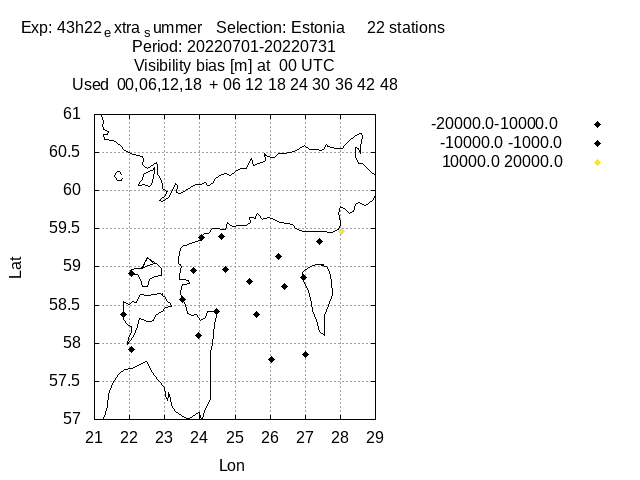 Exp: 43h22extrasummer Selection: Estonia 22 stations
Period: 20220701-20220731
Visibility bias [m] at 00 UTC
Used 00,06,12,18 + 06 12 18 24 30 36 42 48
-20000.0-10000.0
-10000.0 -1000.0
10000.0 20000.0
61
60.5
60
59.5
59
58.5
58
57.5
57
Lat
21 22 23 24 25 26 27 28 29
Lon